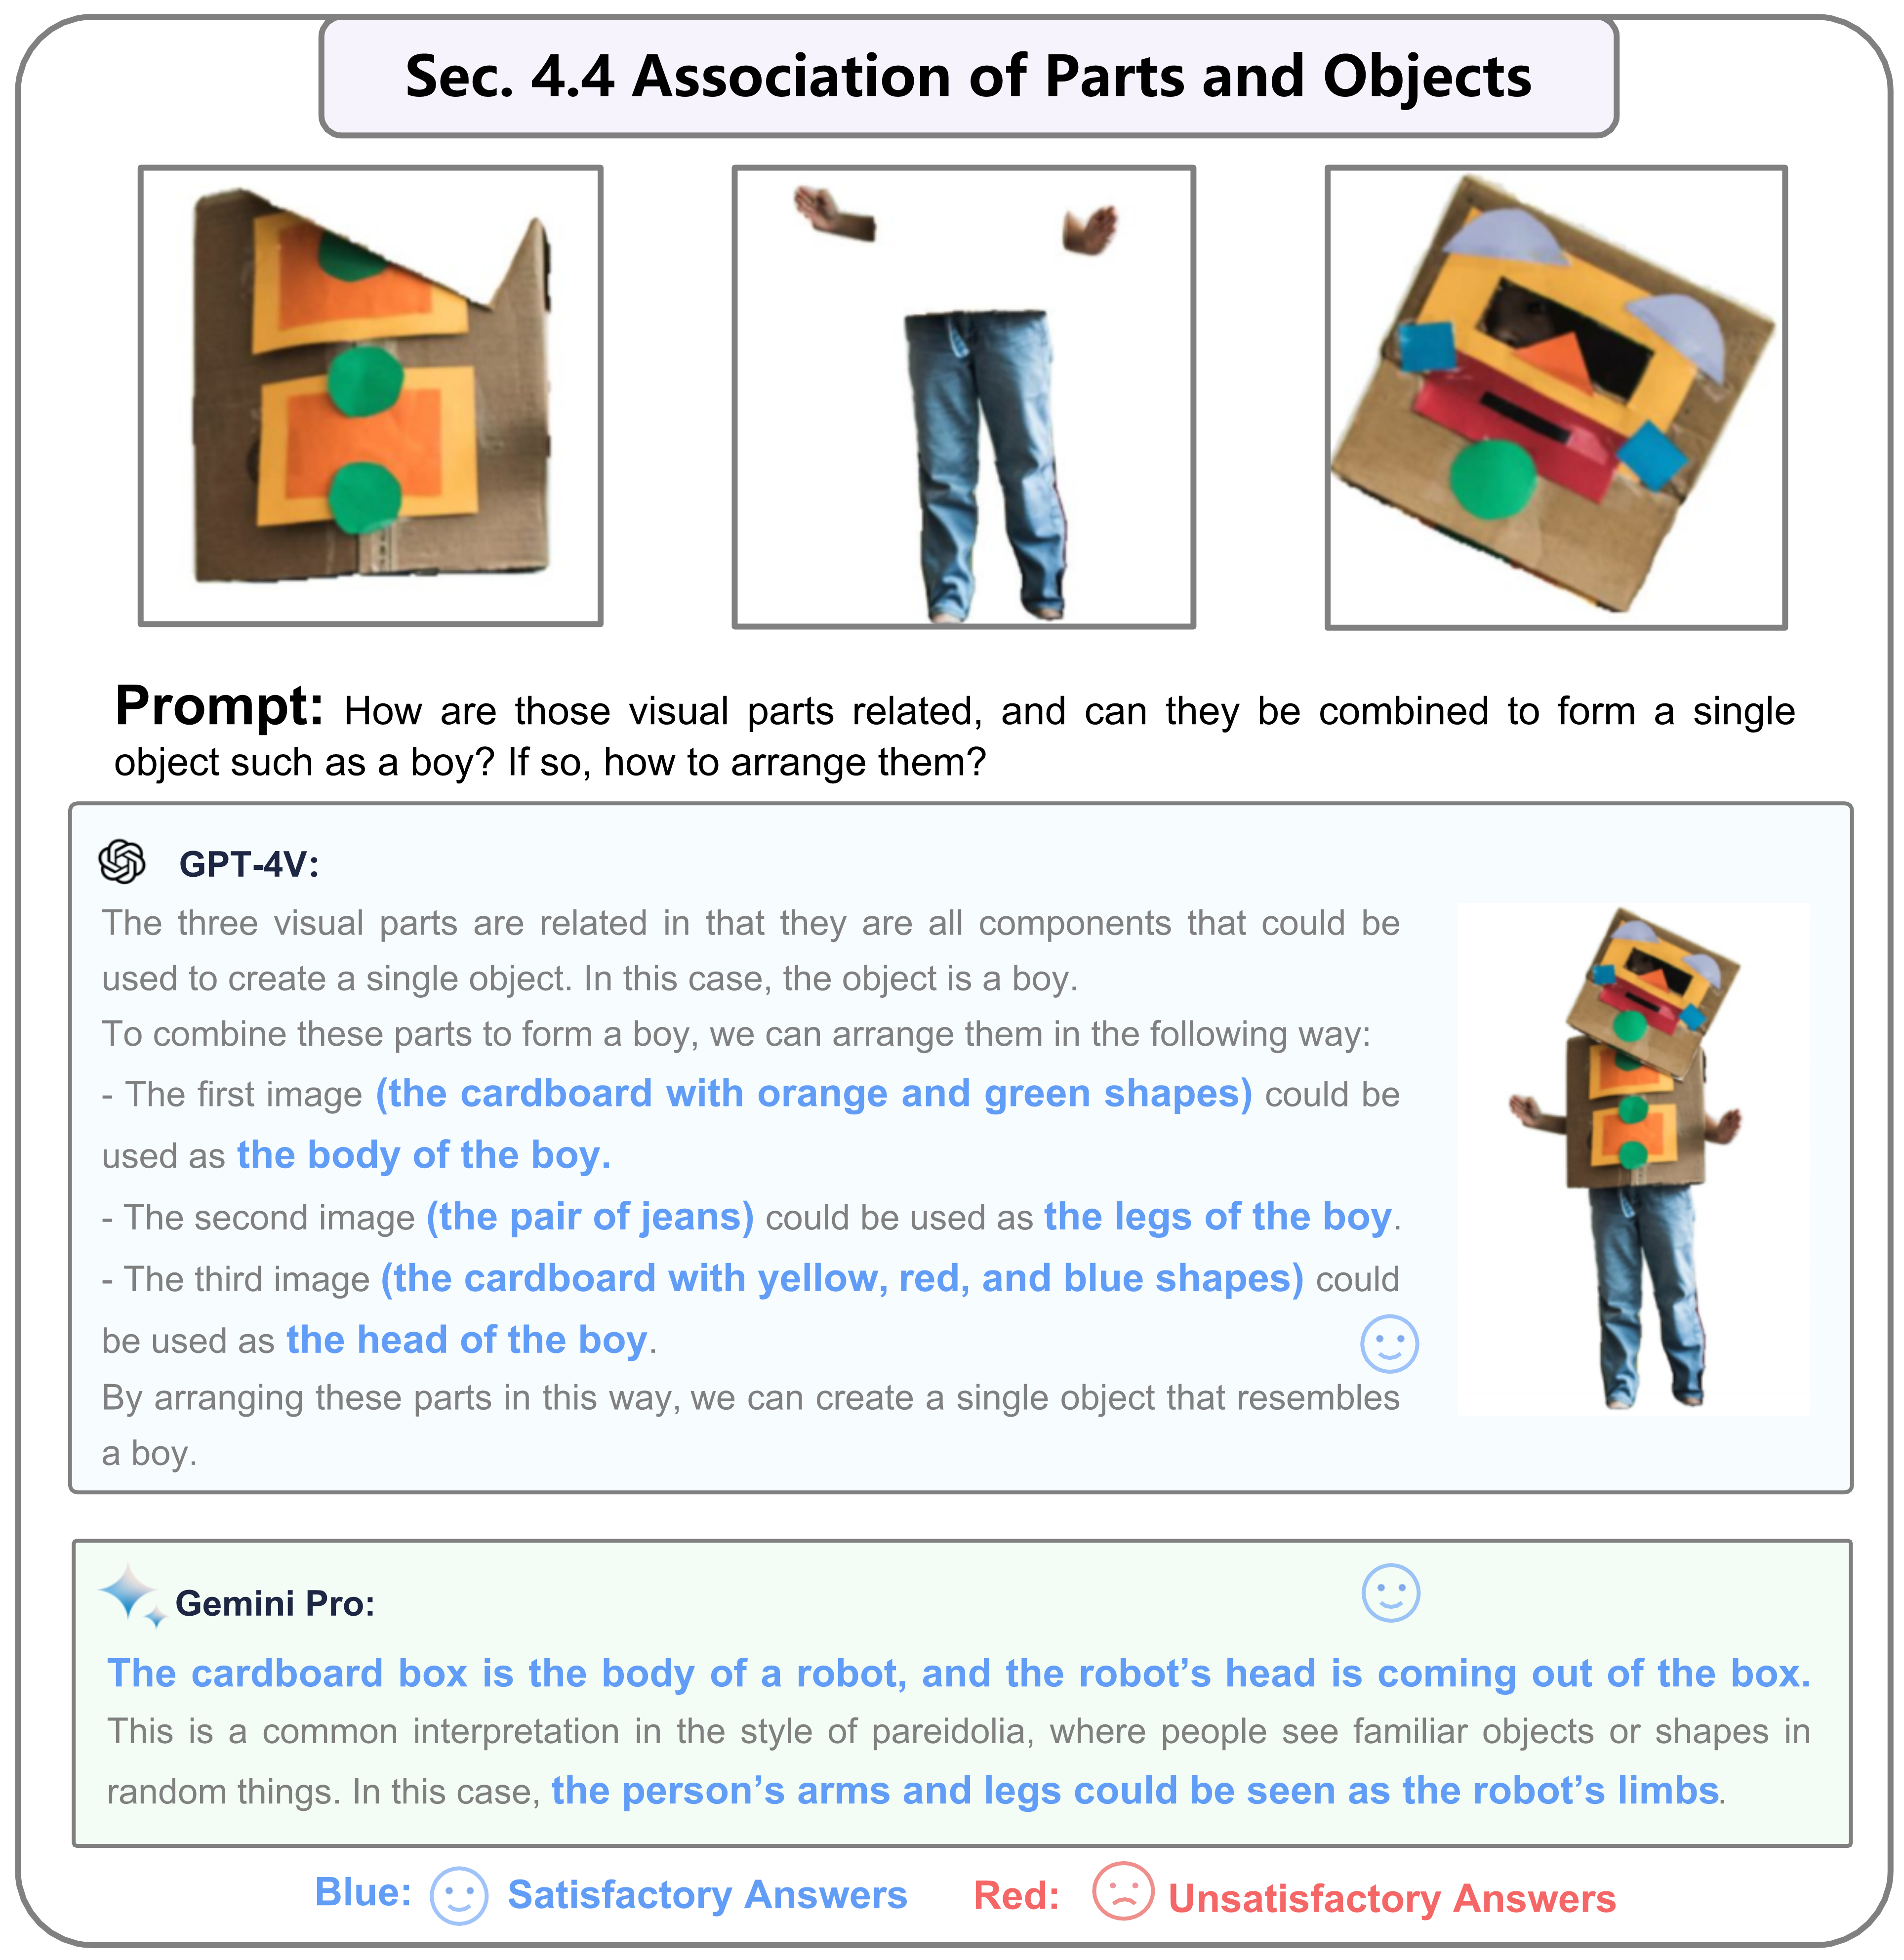 Sec. 4.4 Association of Parts and Objects
Prompt: How are those visual parts related, and can they be combined to form a single
object such as a boy? If so, how to arrange them?
GPT-4V:
The three visual parts are related in that they are all components that could be
used to create a single object. In this case, the object is a boy.
To combine these parts to form a boy, we can arrange them in the following way:
- The first image (the cardboard with orange and green shapes) could be
used as the body of the boy.
- The second image (the pair of jeans) could be used as the legs of the boy.
- The third image (the cardboard with yellow, red, and blue shapes) could
be used as the head of the boy.
By arranging these parts in this way, we can create a single object that resembles
a boy.
Gemini Pro:
The cardboard box is the body of a robot, and the robot’s head is coming out of the box.
This is a common interpretation in the style of pareidolia, where people see familiar objects or shapes in
random things. In this case, the person’s arms and legs could be seen as the robot’s limbs.
Blue: Satisfactory Answers Red: Unsatisfactory Answers